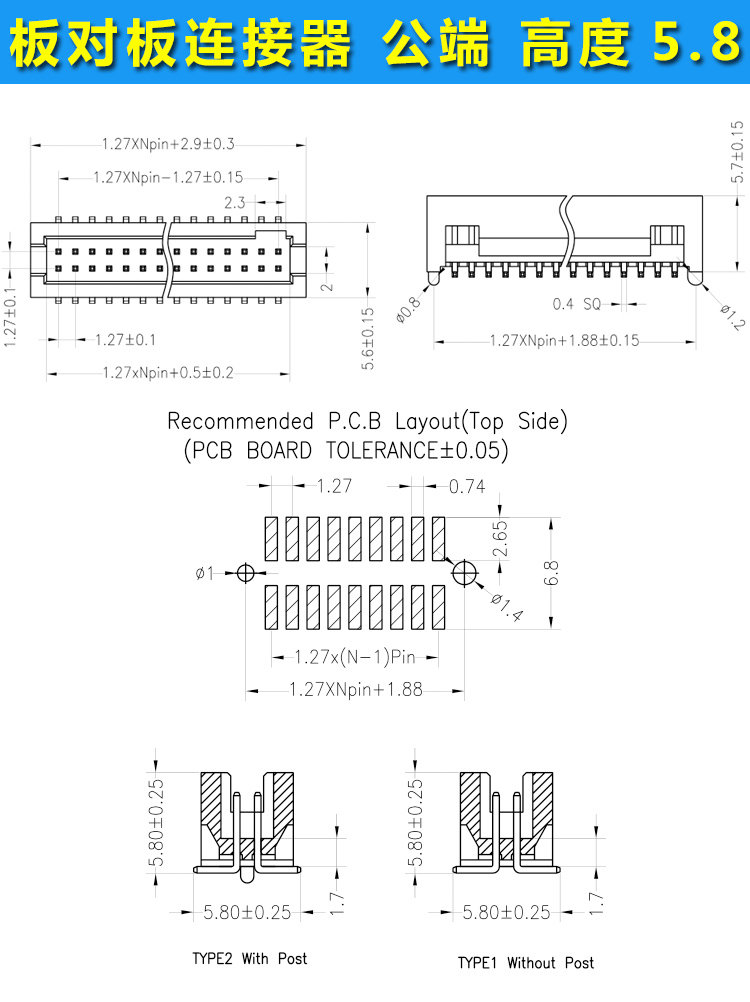 板对板连接器 公端 高度5.8
1.27XNpin+2.9±0.3
1.27XNpin-1.27±0.15
2.3
1.27±0.1
1.27±0.1
2
5.6±0.15
1.27xNpin+0.5±0.2
5.7±0.15
ø0.8
0.4 SQ
ø1.2
1.27XNpin+1.88±0.15
Recommended P.C.B Layout(Top Side)
(PCB BOARD TOLERANCE±0.05)
1.27
0.74
2.65
6.8
ø1
ø1.4
1.27x(N-1)Pin
1.27XNpin+1.88
5.80±0.25
1.7
5.80±0.25
TYPE2 With Post
5.80±0.25
1.7
5.80±0.25
TYPE1 Without Post